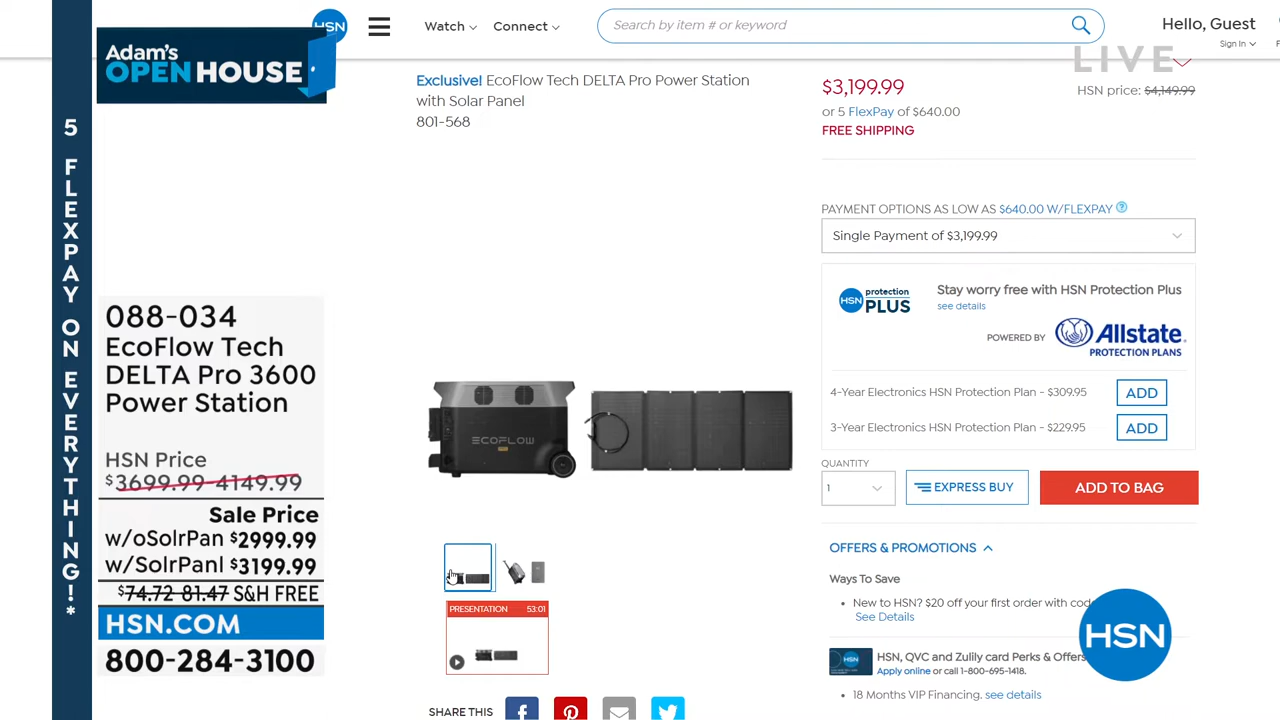 5 FLEXPAY ON EVERYTHING!*
Adam's
OPEN HOUSE
HSN
Watch
Connect
Search by item # or keyword
Hello, Guest
Sign In
LIVE
Exclusive! EcoFlow Tech DELTA Pro Power Station
with Solar Panel
801-568
$3,199.99
HSN price: $4,149.99
or 5 FlexPay of $640.00
FREE SHIPPING
PAYMENT OPTIONS AS LOW AS $640.00 W/FLEXPAY ?
Single Payment of $3,199.99
HSN protection PLUS
Stay worry free with HSN Protection Plus
see details
POWERED BY Allstate
PROTECTION PLANS
4-Year Electronics HSN Protection Plan - $309.95 ADD
3-Year Electronics HSN Protection Plan - $229.95 ADD
QUANTITY
1
EXPRESS BUY
ADD TO BAG
OFFERS & PROMOTIONS
Ways To Save
• New to HSN? $20 off your first order with cod
See Details
HSN
HSN, QVC and Zulily card Perks & Offers
Apply online or call 1-800-695-1418.
• 18 Months VIP Financing. see details
HSN
ECOFLOW
PRESENTATION 53:01
SHARE THIS
088-034
EcoFlow Tech
DELTA Pro 3600
Power Station
HSN Price
$3699.99-4149.99
Sale Price
w/oSolrPan $2999.99
w/SolrPanl $3199.99
$74.72-81.47 S&H FREE
HSN.COM
800-284-3100